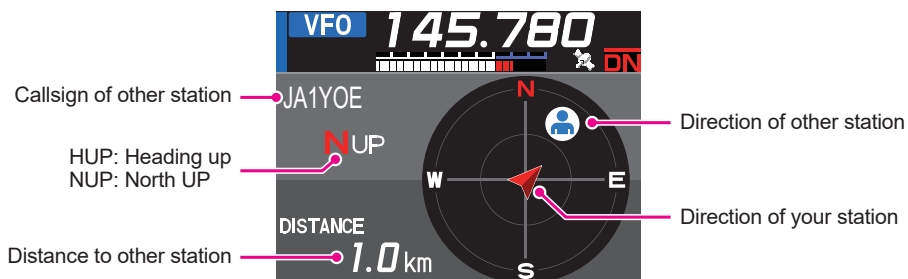 VFO 145.780
DN
Callsign of other station
JA1YOE
N
Direction of other station
HUP: Heading up
NUP: North UP
NUP
W
E
DISTANCE
Direction of your station
Distance to other station
1.0 km
S